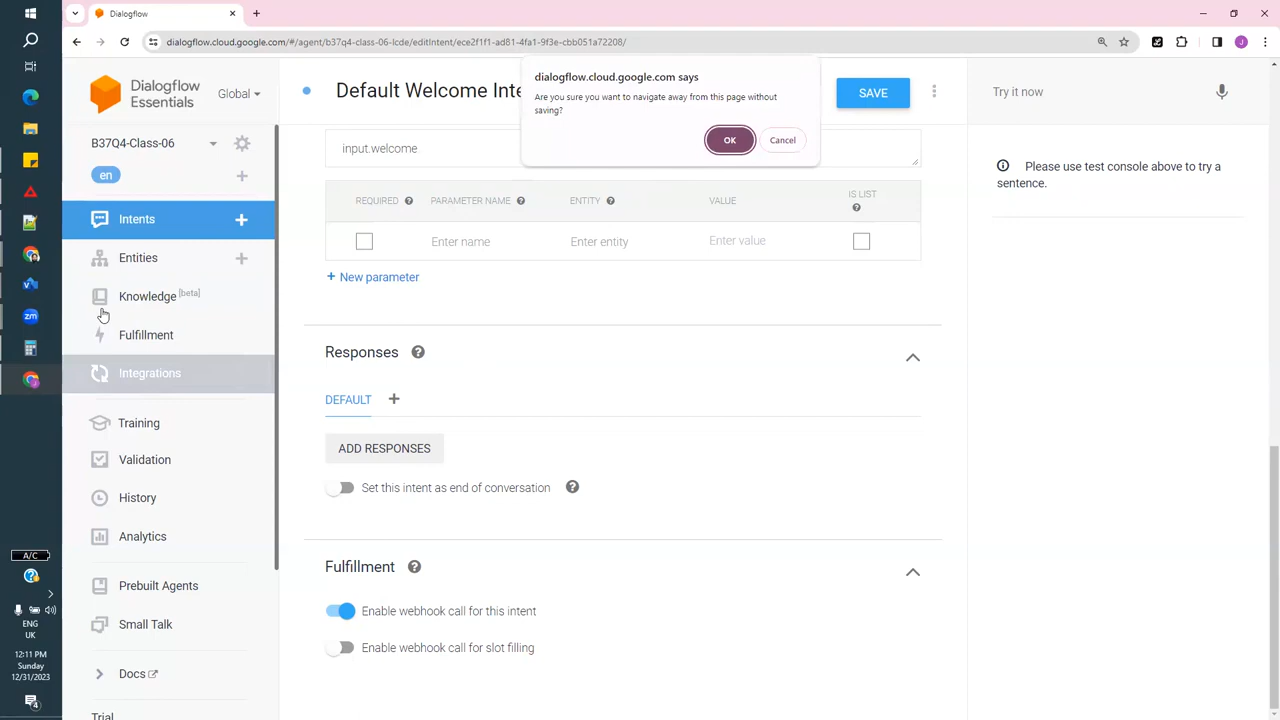 Dialogflow
dialogflow.cloud.google.com/#/agent/b37q4-class-06-lcde/editIntent/ece2f1f1-ad81-4fa1-9f3e-cbb051a72208/
J
dialogflow.cloud.google.com says
Are you sure you want to navigate away from this page without
saving?
OK
Cancel
Dialogflow
Essentials
Global
B37Q4-Class-06
en
Intents
Entities
Knowledge [beta]
Fulfillment
Integrations
Training
Validation
History
Analytics
Prebuilt Agents
Small Talk
Docs
Trial
Default Welcome Inte
SAVE
input.welcome
REQUIRED
PARAMETER NAME
ENTITY
VALUE
IS LIST
Enter name
Enter entity
Enter value
+ New parameter
Responses
DEFAULT
ADD RESPONSES
Set this intent as end of conversation
Fulfillment
Enable webhook call for this intent
Enable webhook call for slot filling
Try it now
Please use test console above to try a
sentence.
zm
A/C
ENG
UK
12:11 PM
Sunday
12/31/2023
4